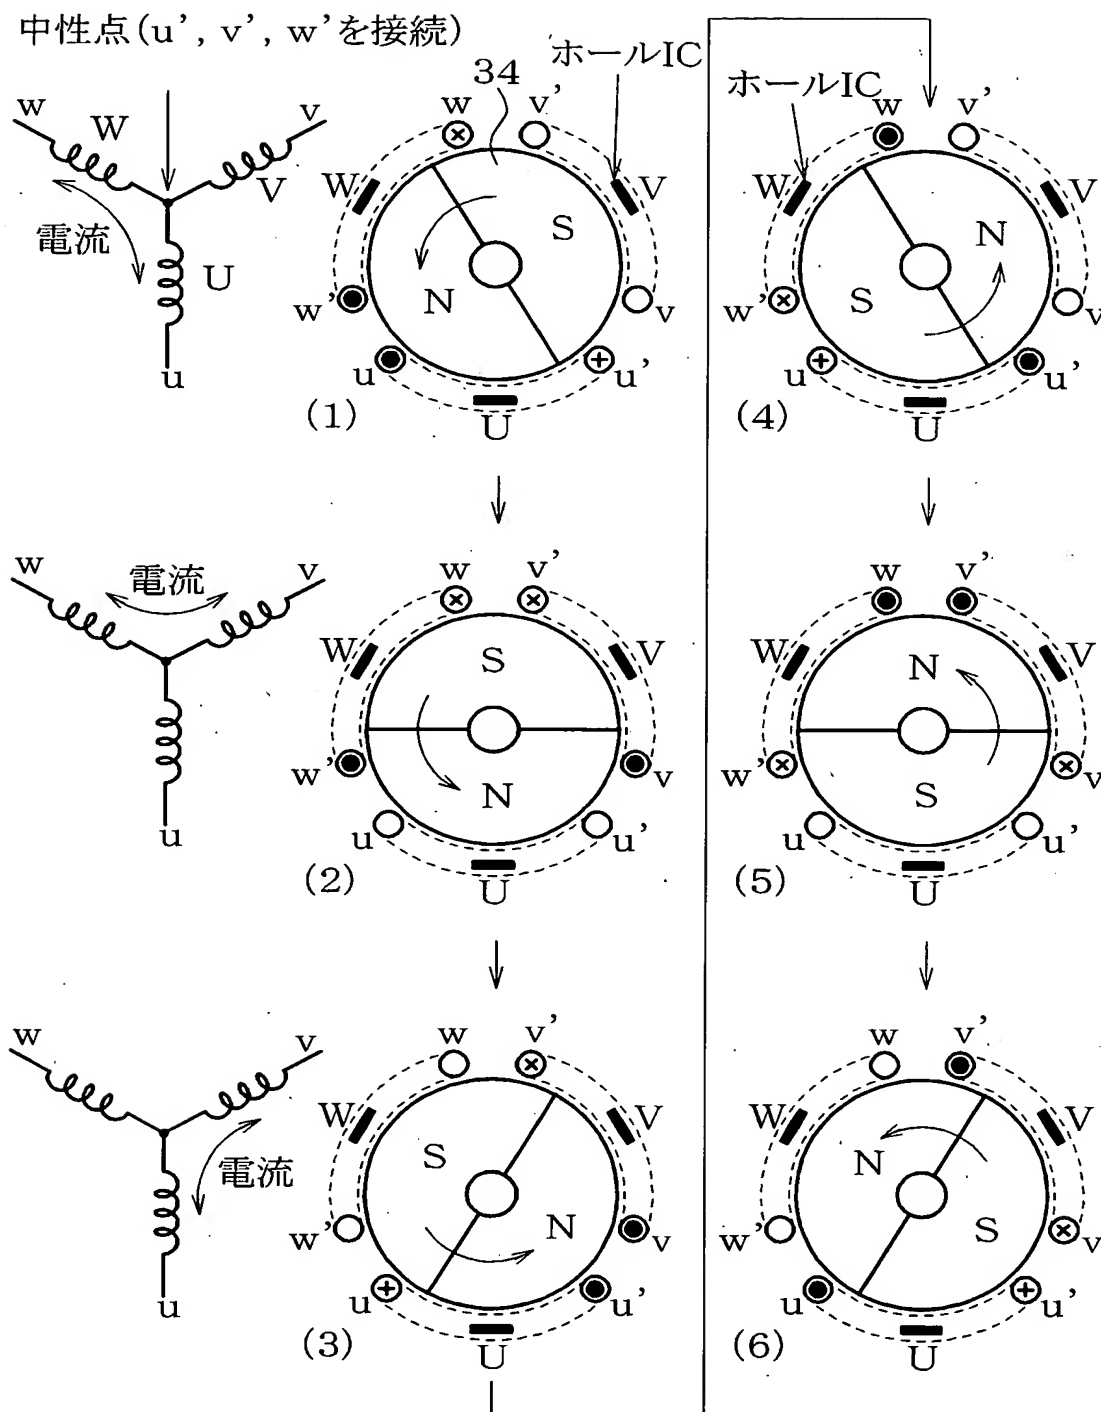 中性点(u', v', w'を接続)
w
W
v
V
電流
U
u
34
ホールIC
w
v'
W
V
S
N
w'
v
u
u'
U
(1)
w
電流
v
u
w
v'
W
V
S
N
w'
v
u
u'
U
(2)
w
v
電流
u
w
v'
W
V
S
N
w'
v
u
u'
U
(3)
ホールIC
w
v'
W
V
N
S
w'
v
u
u'
U
(4)
w
v'
W
V
N
S
w'
v
u
u'
U
(5)
w
v'
W
V
N
S
w'
v
u
u'
U
(6)